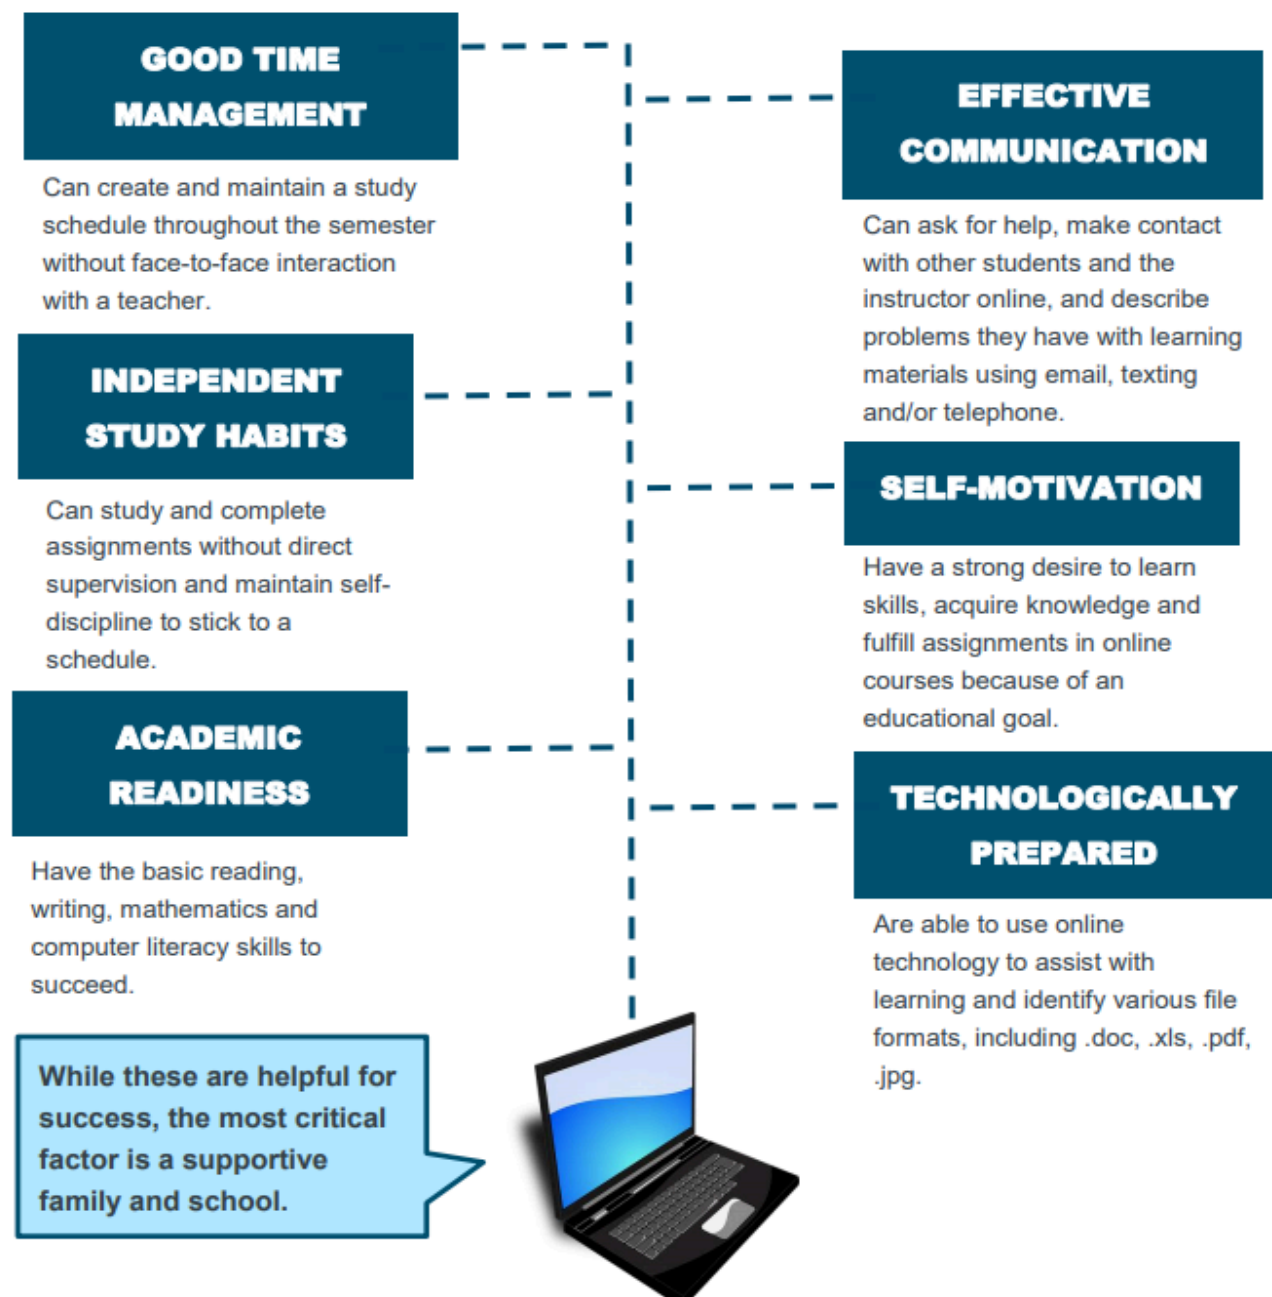 GOOD TIME
MANAGEMENT
Can create and maintain a study
schedule throughout the semester
without face-to-face interaction
with a teacher.
EFFECTIVE
COMMUNICATION
Can ask for help, make contact
with other students and the
instructor online, and describe
problems they have with learning
materials using email, texting
and/or telephone.
INDEPENDENT
STUDY HABITS
Can study and complete
assignments without direct
supervision and maintain self-
discipline to stick to a
schedule.
SELF-MOTIVATION
Have a strong desire to learn
skills, acquire knowledge and
fulfill assignments in online
courses because of an
educational goal.
ACADEMIC
READINESS
Have the basic reading,
writing, mathematics and
computer literacy skills to
succeed.
TECHNOLOGICALLY
PREPARED
Are able to use online
technology to assist with
learning and identify various file
formats, including .doc, .xls, .pdf,
.jpg.
While these are helpful for
success, the most critical
factor is a supportive
family and school.